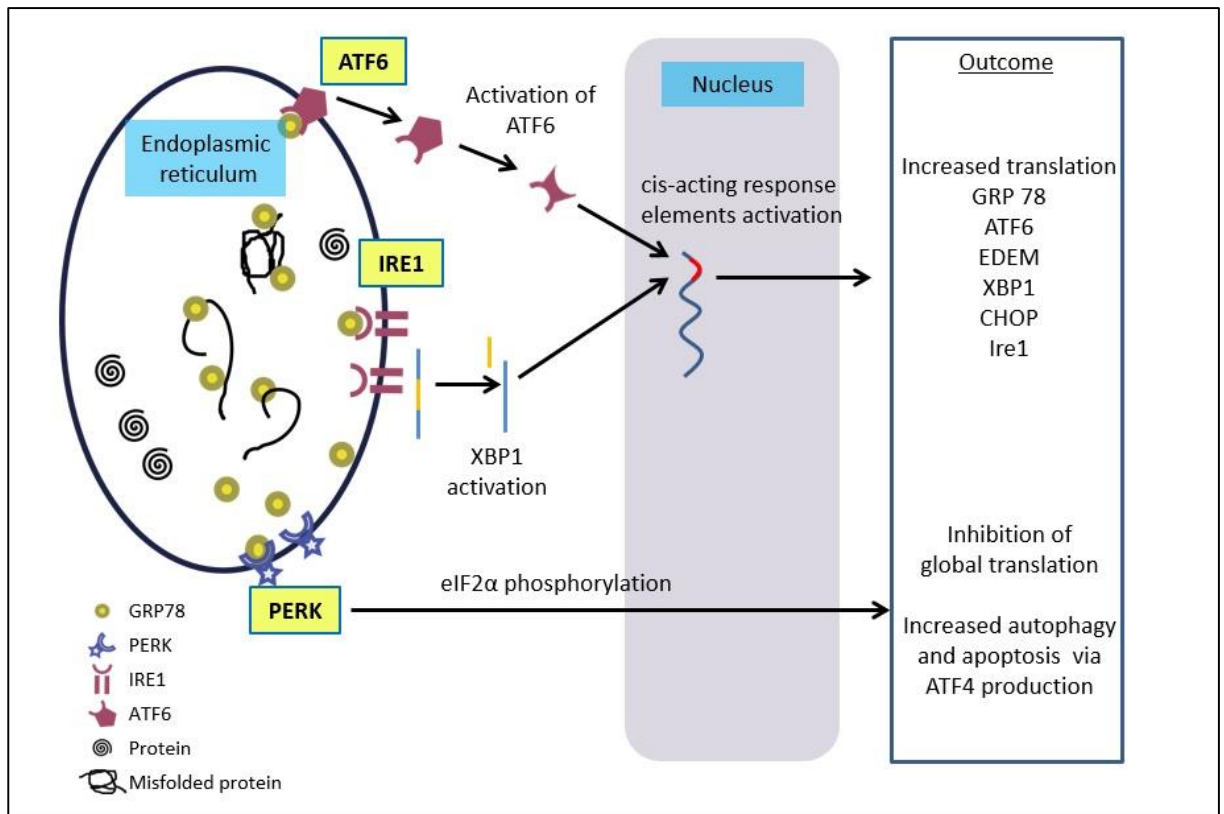 ATF6
Endoplasmic
reticulum
Activation of
ATF6
IRE1
XBP1
activation
PERK
eIF2α phosphorylation
Nucleus
cis-acting response
elements activation
Outcome
Increased translation
GRP 78
ATF6
EDEM
XBP1
CHOP
Ire1
Inhibition of
global translation
Increased autophagy
and apoptosis via
ATF4 production
GRP78
PERK
IRE1
ATF6
Protein
Misfolded protein